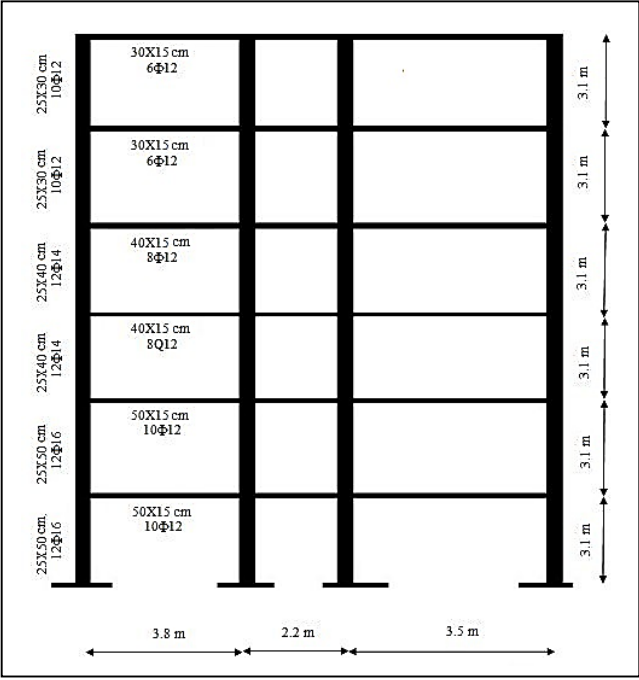 30X15 cm
6Φ12
25X30 cm
10Φ12
3.1 m
30X15 cm
6Φ12
25X30 cm
10Φ12
3.1 m
40X15 cm
8Φ12
25X40 cm
12Φ14
3.1 m
40X15 cm
8Q12
25X40 cm
12Φ14
3.1 m
50X15 cm
10Φ12
25X50 cm
12Φ16
3.1 m
50X15 cm
10Φ12
25X50 cm.
12Φ16
3.1 m
3.8 m
2.2 m
3.5 m